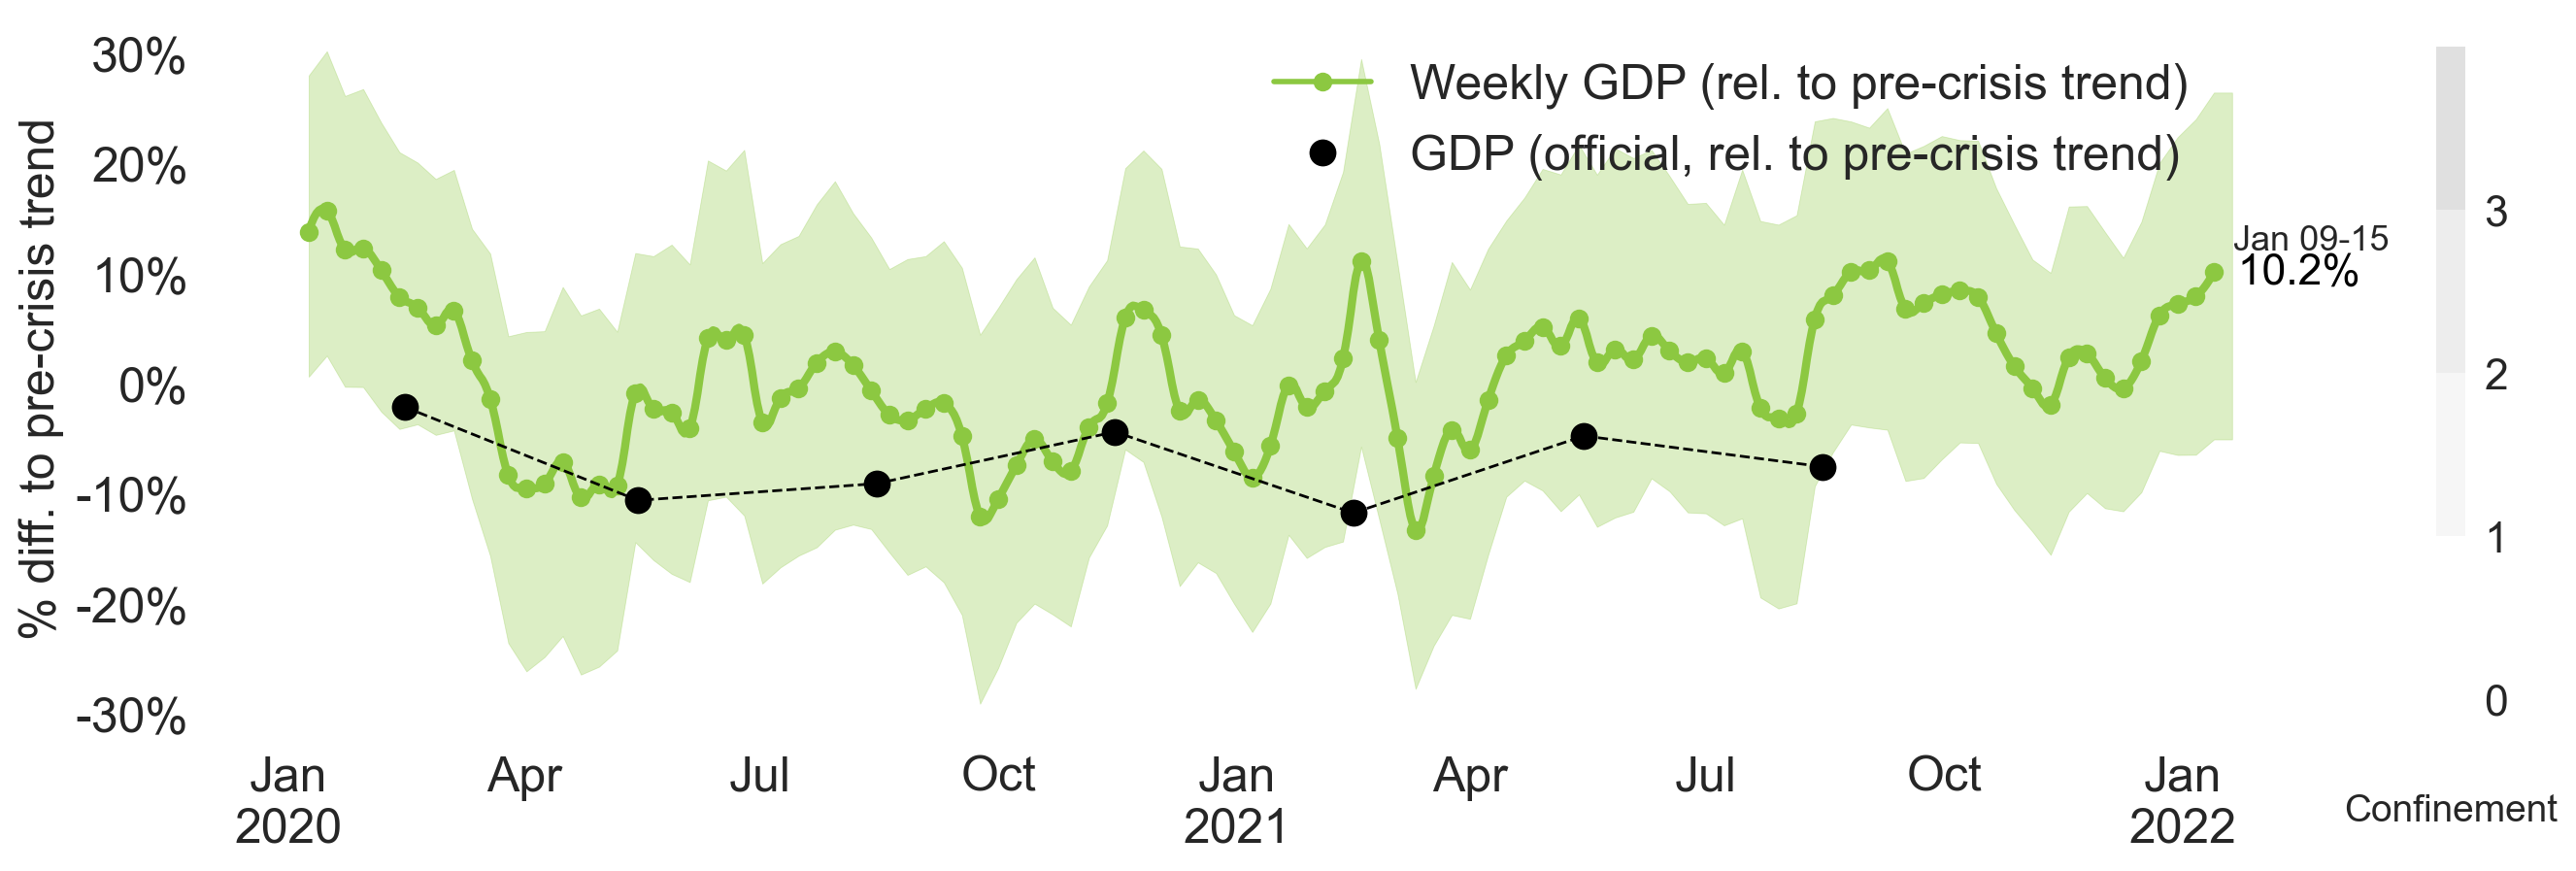 % diff. to pre-crisis trend
30%
20%
10%
0%
-10%
-20%
-30%
Weekly GDP (rel. to pre-crisis trend)
GDP (official, rel. to pre-crisis trend)
Jan 09-15
10.2%
3
2
1
0
Confinement
Jan
2020
Apr
Jul
Oct
Jan
2021
Apr
Jul
Oct
Jan
2022